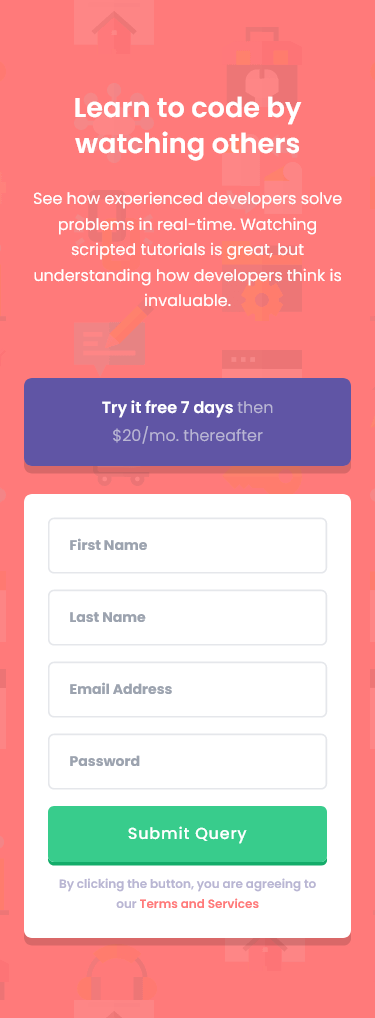 Learn to code by
watching others
See how experienced developers solve
problems in real-time. Watching
scripted tutorials is great, but
understanding how developers think is
invaluable.
Try it free 7 days then
$20/mo. thereafter
First Name
Last Name
Email Address
Password
Submit Query
By clicking the button, you are agreeing to
our Terms and Services